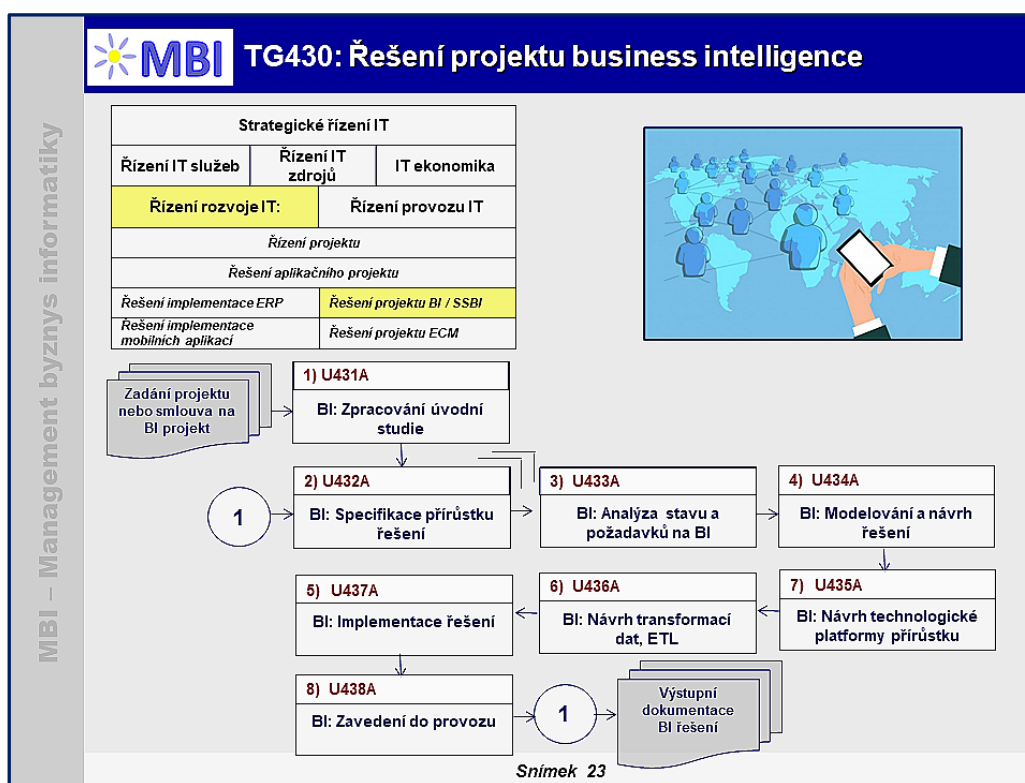 MBI
TG430: Řešení projektu business intelligence
MBI – Management byznys informatiky
Strategické řízení IT
Řízení IT služeb
Řízení IT
zdrojů
IT ekonomika
Řízení rozvoje IT:
Řízení provozu IT
Řízení projektu
Řešení aplikačního projektu
Řešení implementace ERP
Řešení projektu BI / SSBI
Řešení implementace
mobilních aplikací
Řešení projektu ECM
Zadání projektu
nebo smlouva na
BI projekt
1) U431A
BI: Zpracování úvodní
studie
1
2) U432A
BI: Specifikace přírůstku
řešení
3) U433A
BI: Analýza stavu a
požadavků na BI
4) U434A
BI: Modelování a návrh
řešení
5) U437A
BI: Implementace řešení
6) U436A
BI: Návrh transformací
dat, ETL
7) U435A
BI: Návrh technologické
platformy přírůstku
8) U438A
BI: Zavedení do provozu
1
Výstupní
dokumentace
BI řešení
Snímek 23